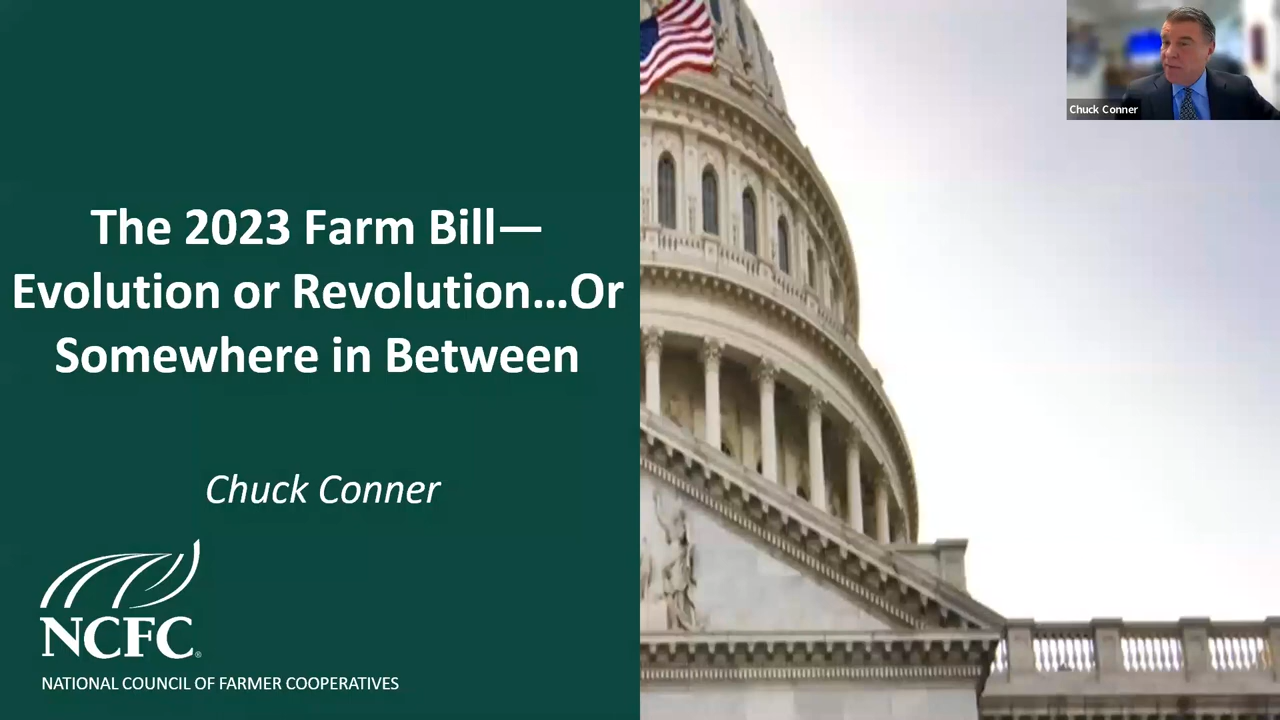 Chuck Conner
The 2023 Farm Bill—
Evolution or Revolution...Or
Somewhere in Between
Chuck Conner
NCFC®
NATIONAL COUNCIL OF FARMER COOPERATIVES